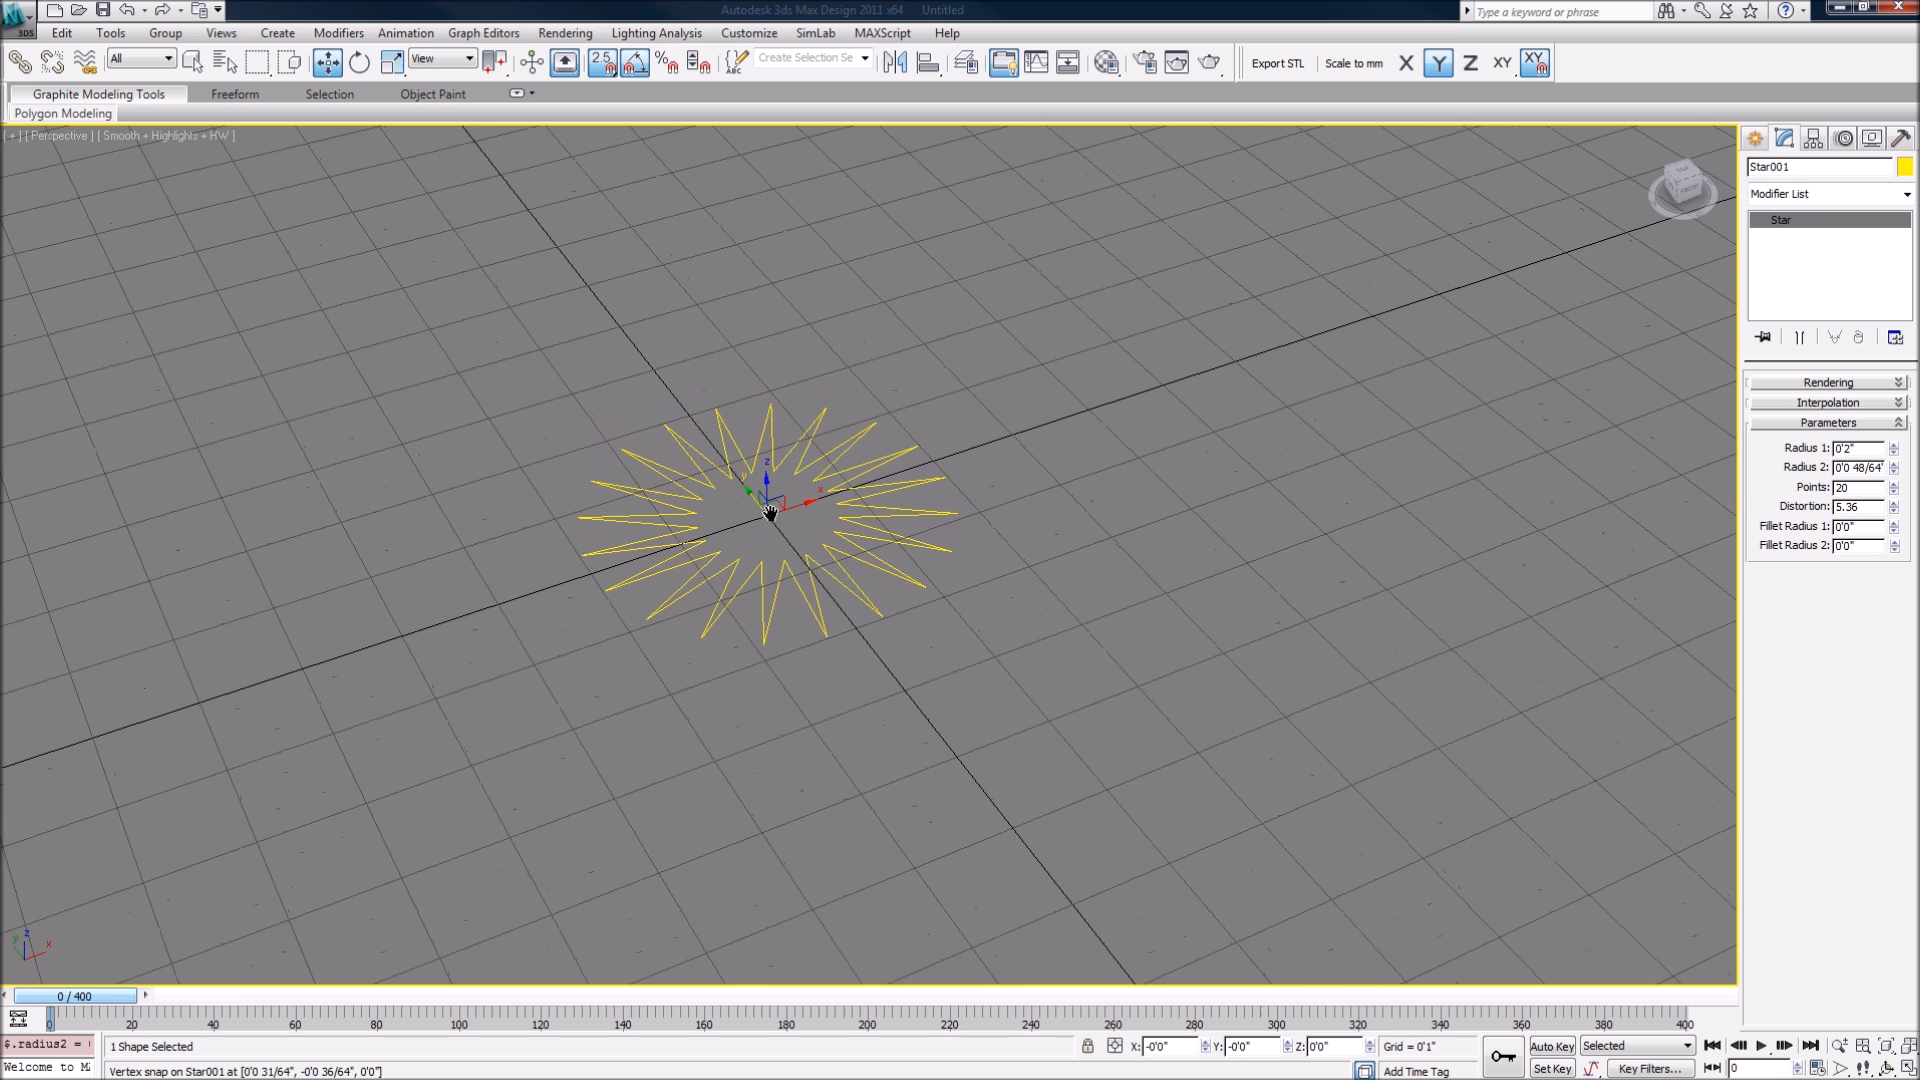 Autodesk 3ds Max Design 2011 x64 Untitled
Type a keyword or phrase
3DS
Edit Tools Group Views Create Modifiers Animation Graph Editors Rendering Lighting Analysis Customize SimLab MAXScript Help
All
View
2.5
ABC
Create Selection Se
Export STL
Scale to mm
X Y Z XY XY
Graphite Modeling Tools Freeform Selection Object Paint
Polygon Modeling
[ + ] [ Perspective ] [ Smooth + Highlights + HW ]
Star001
Modifier List
Star
Rendering
Interpolation
Parameters
Radius 1: 0'2"
Radius 2: 0'0 48/64"
Points: 20
Distortion: 5.36
Fillet Radius 1: 0'0"
Fillet Radius 2: 0'0"
z
y
x
z
y
x
0 / 400
0 20 40 60 80 100 120 140 160 180 200 220 240 260 280 300 320 340 360 380 400
$.radius2 =
1 Shape Selected
X: -0'0" Y: -0'0" Z: 0'0" Grid = 0'1"
Auto Key Selected
Welcome to M
Vertex snap on Star001 at [0'0 31/64", -0'0 36/64", 0'0"]
Add Time Tag
Set Key Key Filters... 0